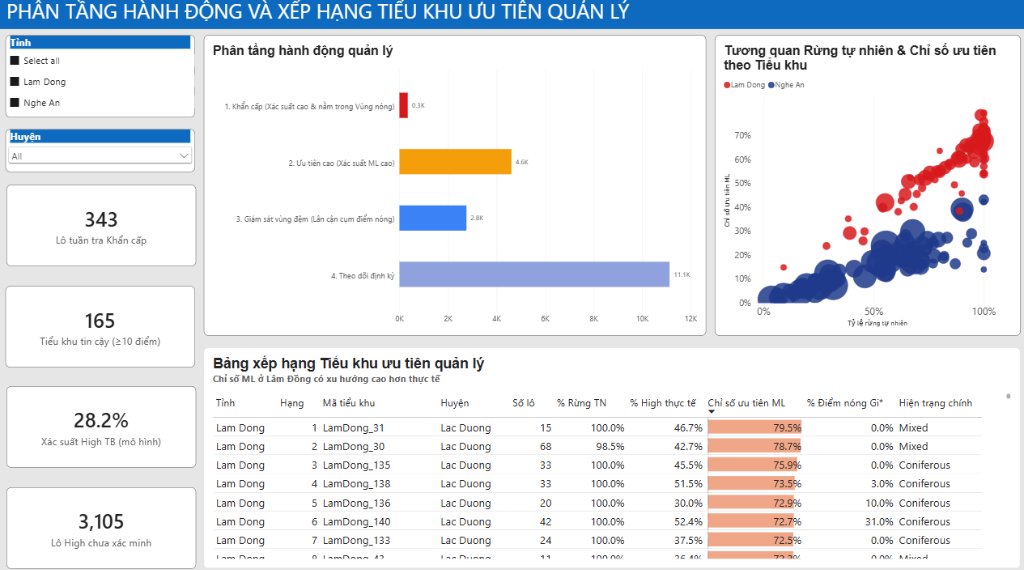 PHÂN TẦNG HÀNH ĐỘNG VÀ XẾP HẠNG TIỂU KHU ƯU TIÊN QUẢN LÝ
Tỉnh
Select all
Lam Dong
Nghe An
Huyện
All
343
Lô tuần tra Khẩn cấp
165
Tiểu khu tin cậy (≥10 điểm)
28.2%
Xác suất High TB (mô hình)
3,105
Lô High chưa xác minh
Phân tầng hành động quản lý
1. Khẩn cấp (Xác suất cao & nằm trong Vùng nóng)
0.3K
2. Ưu tiên cao (Xác suất ML cao)
4.6K
3. Giám sát vùng đệm (Lân cận cụm điểm nóng)
2.8K
4. Theo dõi định kỳ
11.1K
0K 2K 4K 6K 8K 10K 12K
Tương quan Rừng tự nhiên & Chỉ số ưu tiên
theo Tiểu khu
Lam Dong Nghe An
Chỉ số ưu tiên ML
70%
60%
50%
40%
30%
20%
10%
0%
0% 50% 100%
Tỷ lệ rừng tự nhiên
Bảng xếp hạng Tiểu khu ưu tiên quản lý
Chỉ số ML ở Lâm Đồng có xu hướng cao hơn thực tế
Tỉnh Hạng Mã tiểu khu Huyện Số lô % Rừng TN % High thực tế Chỉ số ưu tiên ML % Điểm nóng Gi* Hiện trạng chính
Lam Dong 1 LamDong_31 Lac Duong 15 100.0% 46.7% 79.5% 0.0% Mixed
Lam Dong 2 LamDong_30 Lac Duong 68 98.5% 42.7% 78.7% 0.0% Mixed
Lam Dong 3 LamDong_135 Lac Duong 33 100.0% 45.5% 75.9% 0.0% Coniferous
Lam Dong 4 LamDong_138 Lac Duong 33 100.0% 51.5% 73.5% 3.0% Coniferous
Lam Dong 5 LamDong_136 Lac Duong 20 100.0% 30.0% 72.9% 10.0% Coniferous
Lam Dong 6 LamDong_140 Lac Duong 42 100.0% 52.4% 72.7% 31.0% Coniferous
Lam Dong 7 LamDong_133 Lac Duong 24 100.0% 37.5% 72.5% 0.0% Coniferous
Lam Dong 8 Lac Duong 11 100.0% 0.0% Mixed